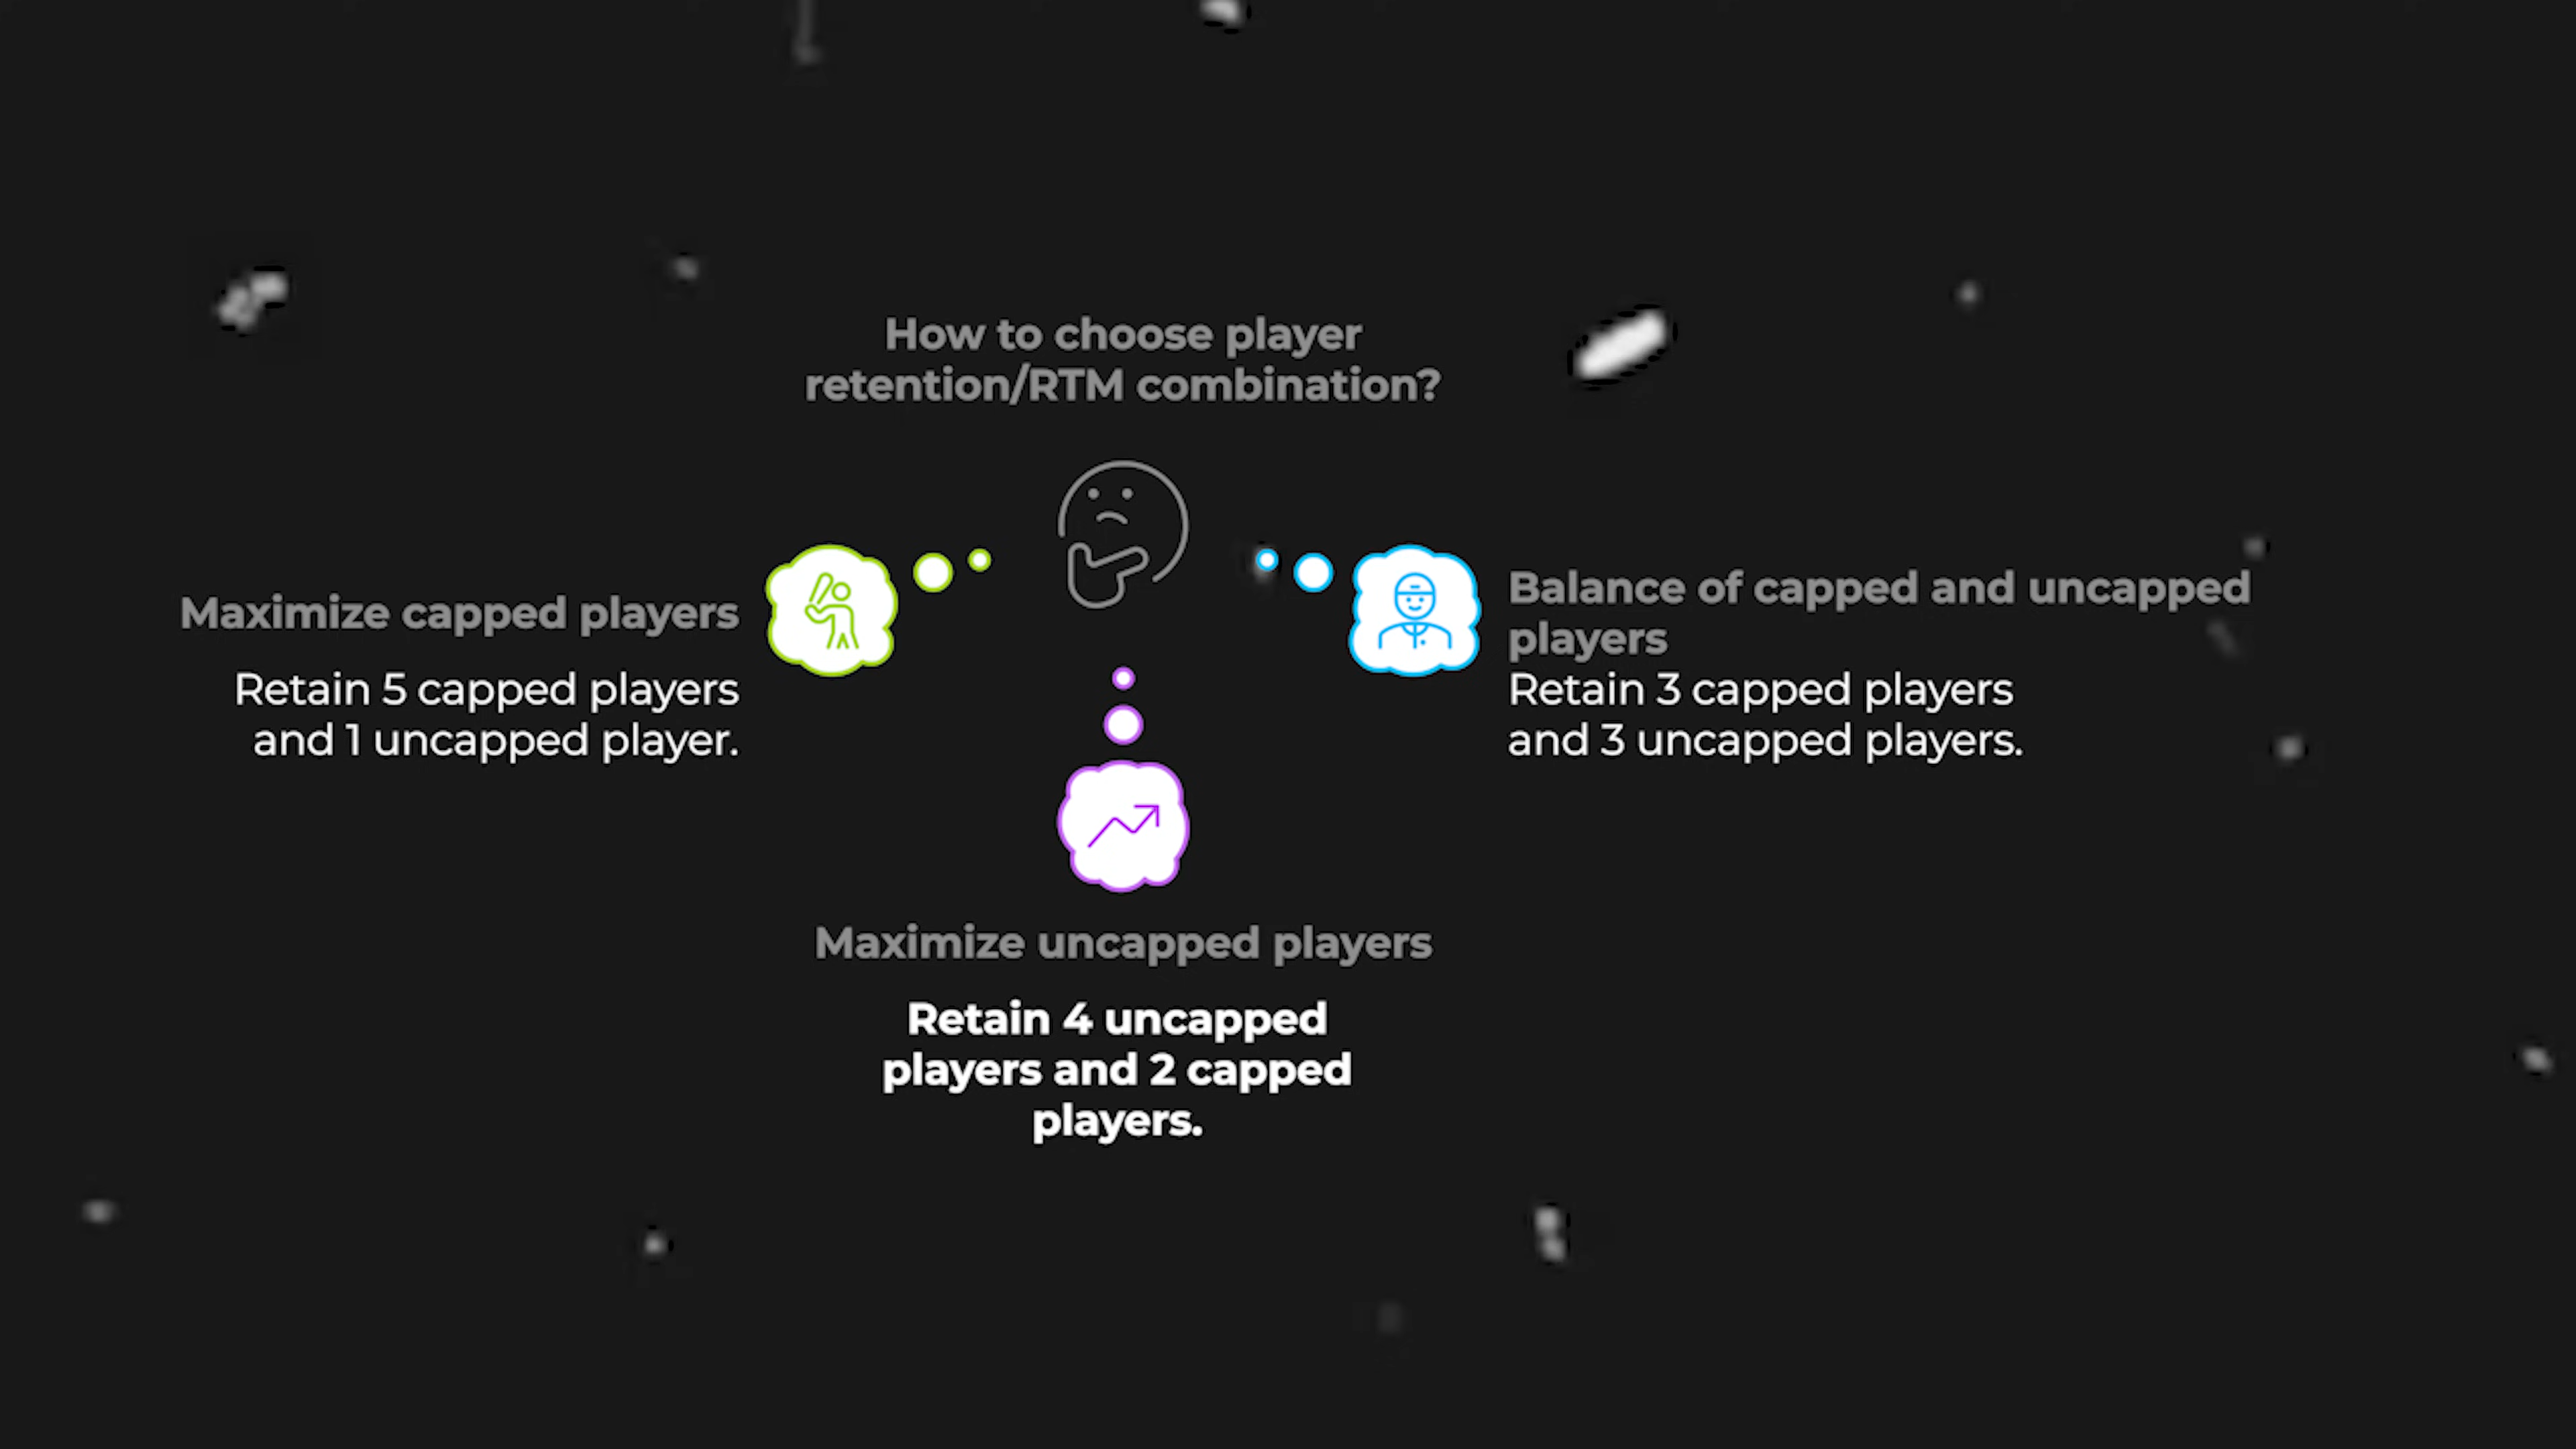 How to choose player
retention/RTM combination?
Maximize capped players
Retain 5 capped players
and 1 uncapped player.
Balance of capped and uncapped
players
Retain 3 capped players
and 3 uncapped players.
Maximize uncapped players
Retain 4 uncapped
players and 2 capped
players.